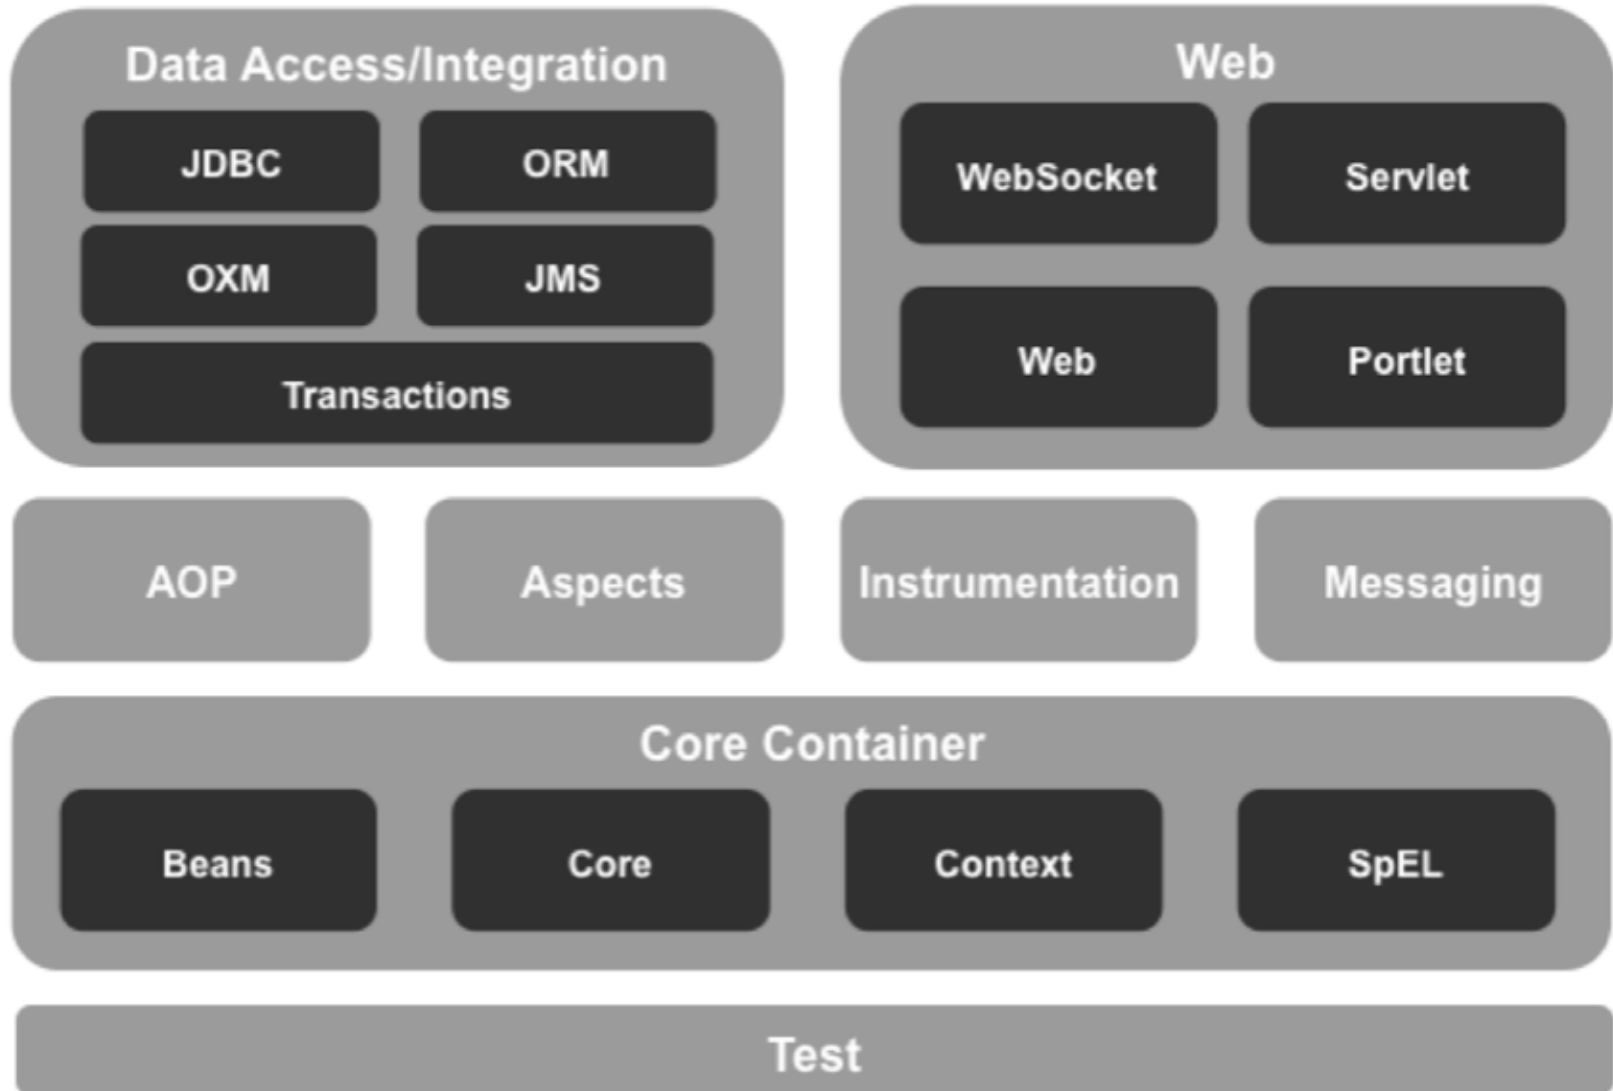 Data Access/Integration
JDBC
ORM
OXM
JMS
Transactions
Web
WebSocket
Servlet
Web
Portlet
AOP
Aspects
Instrumentation
Messaging
Core Container
Beans
Core
Context
SpEL
Test